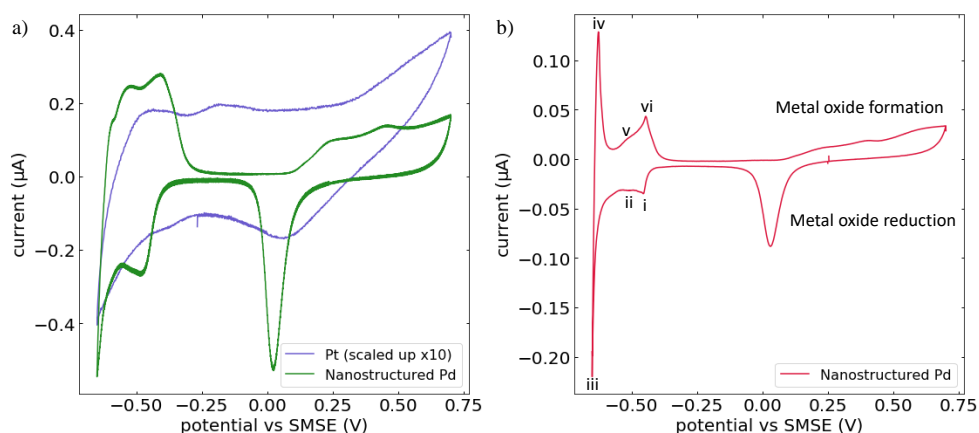 a)
0.4
0.2
0.0
−0.2
−0.4
current (µA)
−0.50
−0.25
0.00
0.25
0.50
0.75
potential vs SMSE (V)
Pt (scaled up x10)
Nanostructured Pd
b)
0.10
0.05
0.00
−0.05
−0.10
−0.15
−0.20
current (µA)
iv
v
vi
ii
i
iii
Metal oxide formation
Metal oxide reduction
−0.50
−0.25
0.00
0.25
0.50
0.75
potential vs SMSE (V)
Nanostructured Pd